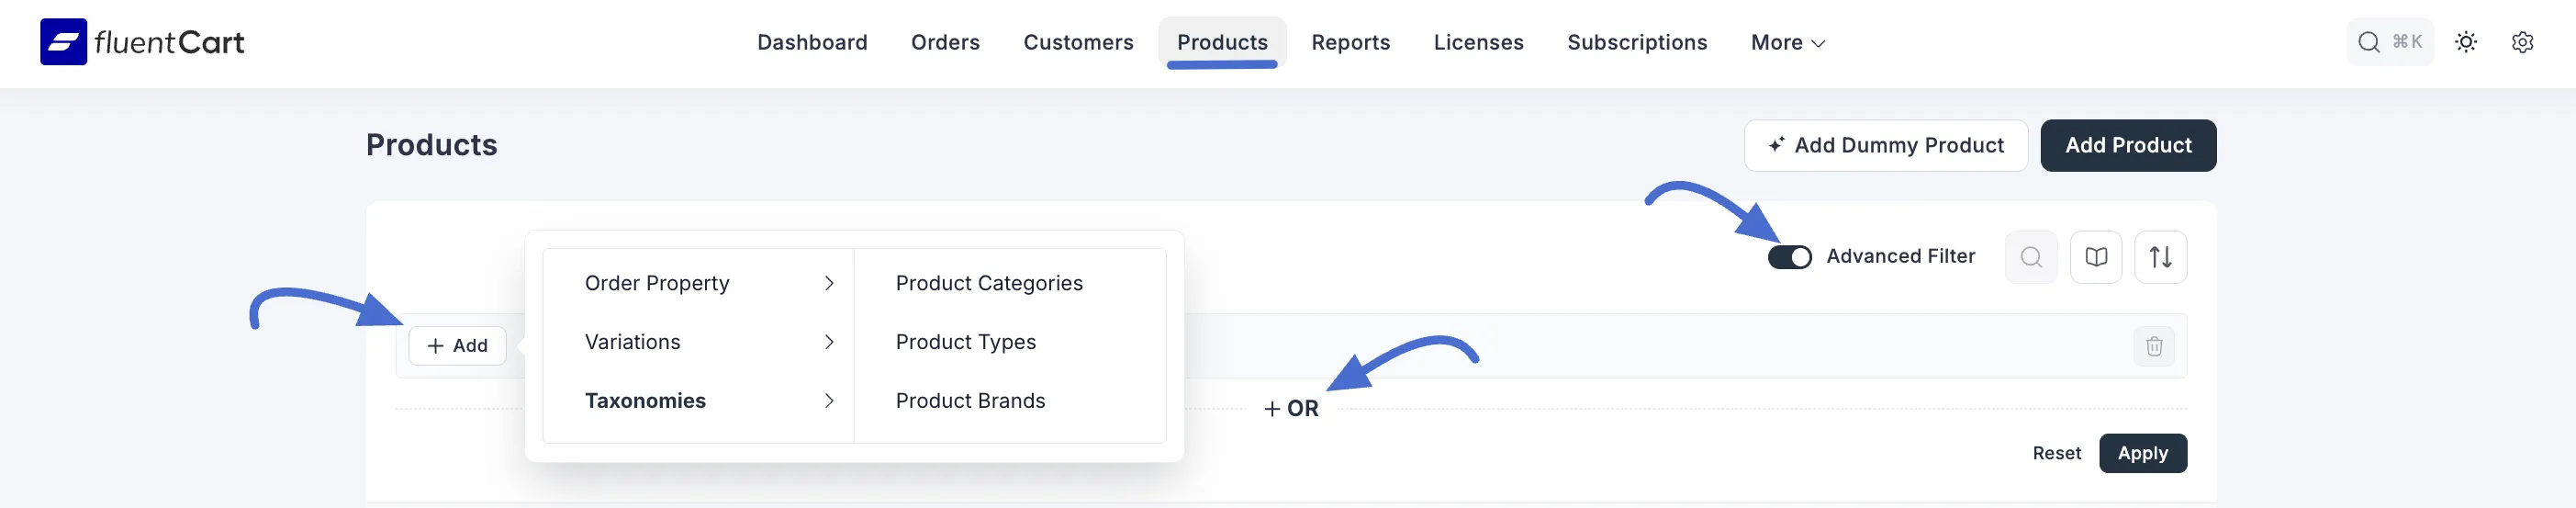 fluentCart
Dashboard Orders Customers Products Reports Licenses Subscriptions More
⌘K
Products
Add Dummy Product
Add Product
Advanced Filter
+ Add
Order Property
Variations
Taxonomies
Product Categories
Product Types
Product Brands
+ OR
Reset
Apply